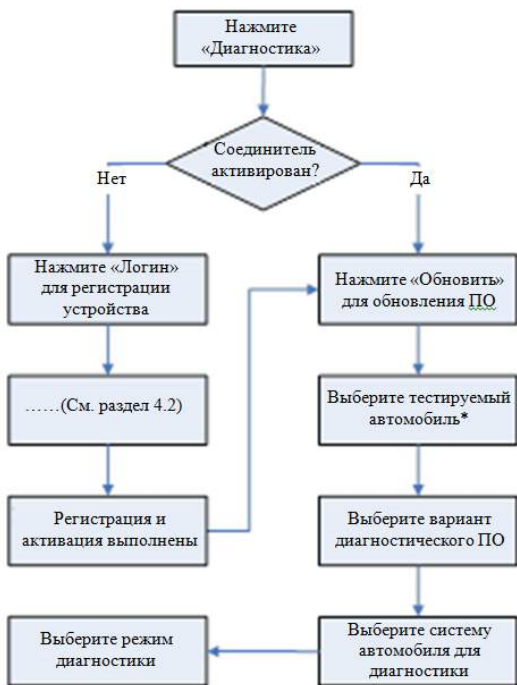 Нажмите
«Диагностика»
Соединитель
активирован?
Нет
Да
Нажмите «Логин»
для регистрации
устройства
Нажмите «Обновить»
для обновления ПО
……(См. раздел 4.2)
Выберите тестируемый
автомобиль*
Регистрация и
активация выполнены
Выберите вариант
диагностического ПО
Выберите режим
диагностики
Выберите систему
автомобиля для
диагностики